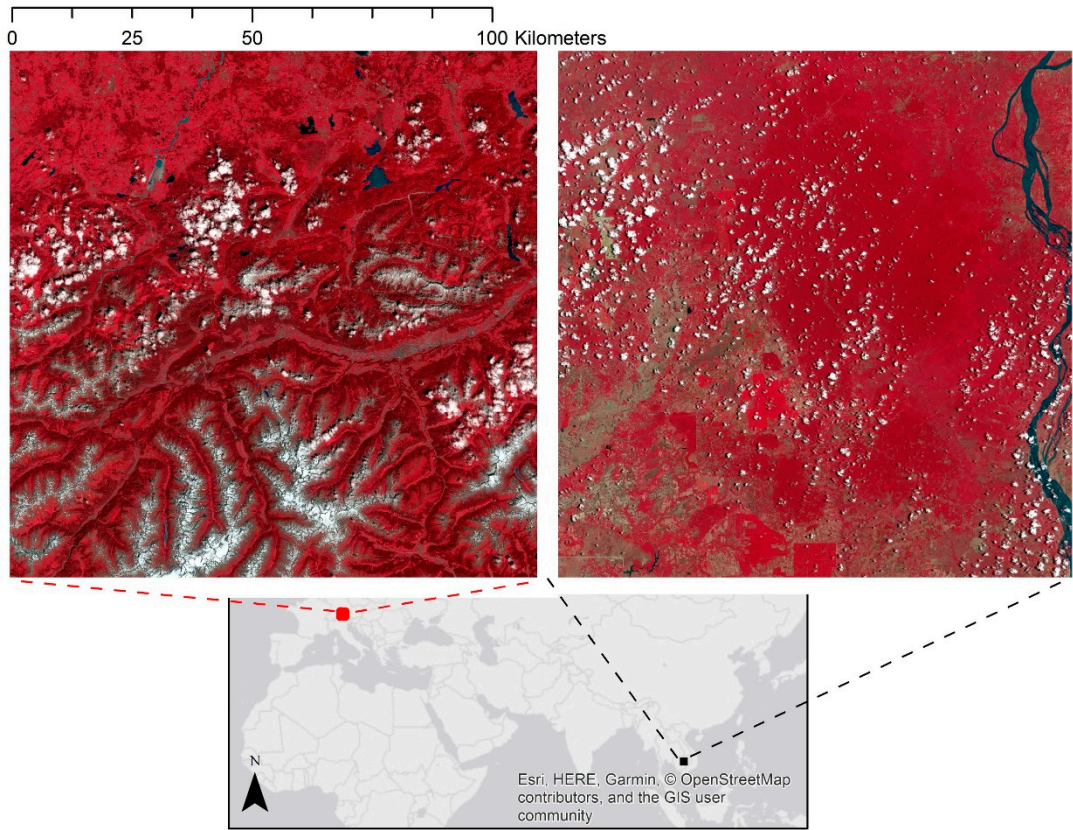 0 25 50 100 Kilometers
N
Esri, HERE, Garmin, © OpenStreetMap
contributors, and the GIS user
community